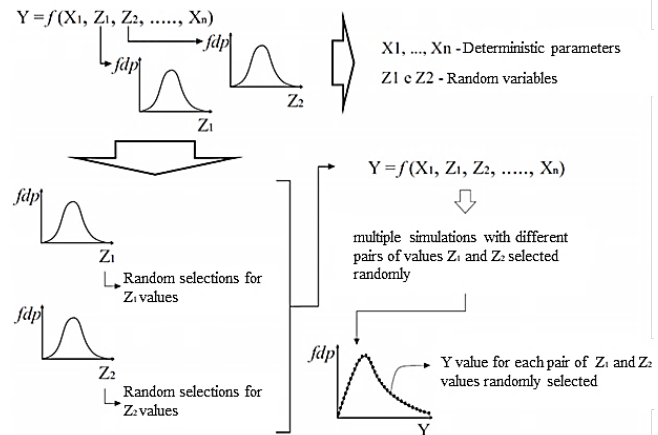 Y = f (X1, Z1, Z2, ....., Xn)
fdp
Z2
fdp
Z1
X1, ..., Xn -Deterministic parameters
Z1 e Z2 - Random variables
fdp
Z1
Random selections for
Z1 values
fdp
Z2
Random selections for
Z2 values
Y = f (X1, Z1, Z2, ....., Xn)
multiple simulations with different
pairs of values Z1 and Z2 selected
randomly
fdp
Y
Y value for each pair of Z1 and Z2
values randomly selected